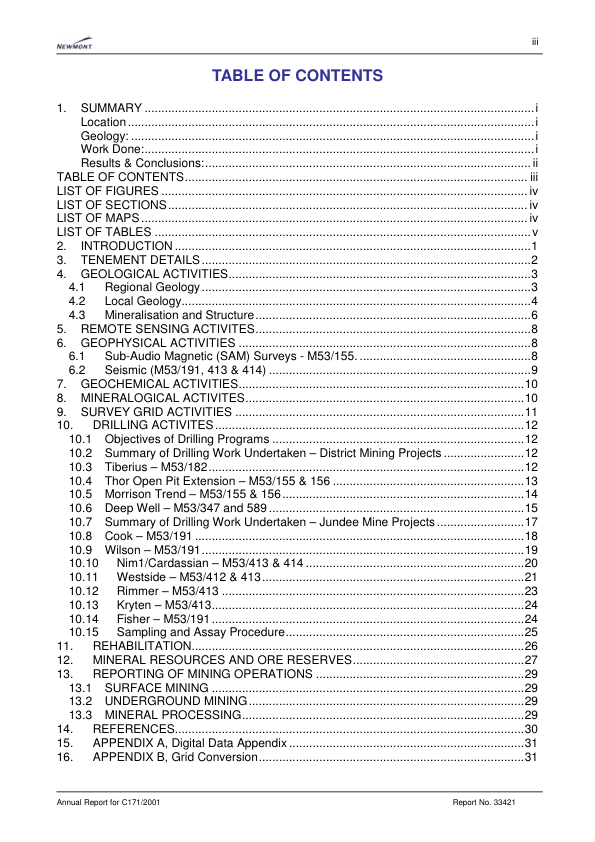 NEWMONT
iii
TABLE OF CONTENTS
1. SUMMARY ................................................................ i
Location ................................................................ i
Geology: ................................................................ i
Work Done: ................................................................ i
Results & Conclusions: ................................................................ ii
TABLE OF CONTENTS ................................................................ iii
LIST OF FIGURES ................................................................ iv
LIST OF SECTIONS ................................................................ iv
LIST OF MAPS ................................................................ iv
LIST OF TABLES ................................................................ v
2. INTRODUCTION ................................................................ 1
3. TENEMENT DETAILS ................................................................ 2
4. GEOLOGICAL ACTIVITIES ................................................................ 3
4.1 Regional Geology ................................................................ 3
4.2 Local Geology ................................................................ 4
4.3 Mineralisation and Structure ................................................................ 6
5. REMOTE SENSING ACTIVITES ................................................................ 8
6. GEOPHYSICAL ACTIVITIES ................................................................ 8
6.1 Sub-Audio Magnetic (SAM) Surveys - M53/155. ................................................................ 8
6.2 Seismic (M53/191, 413 & 414) ................................................................ 9
7. GEOCHEMICAL ACTIVITIES ................................................................ 10
8. MINERALOGICAL ACTIVITES ................................................................ 10
9. SURVEY GRID ACTIVITIES ................................................................ 11
10. DRILLING ACTIVITES ................................................................ 12
10.1 Objectives of Drilling Programs ................................................................ 12
10.2 Summary of Drilling Work Undertaken – District Mining Projects ................................ 12
10.3 Tiberius – M53/182 ................................................................ 12
10.4 Thor Open Pit Extension – M53/155 & 156 ................................................................ 13
10.5 Morrison Trend – M53/155 & 156 ................................................................ 14
10.6 Deep Well – M53/347 and 589 ................................................................ 15
10.7 Summary of Drilling Work Undertaken – Jundee Mine Projects ................................ 17
10.8 Cook – M53/191 ................................................................ 18
10.9 Wilson – M53/191 ................................................................ 19
10.10 Nim1/Cardassian – M53/413 & 414 ................................................................ 20
10.11 Westside – M53/412 & 413 ................................................................ 21
10.12 Rimmer – M53/413 ................................................................ 23
10.13 Kryten – M53/413 ................................................................ 24
10.14 Fisher – M53/191 ................................................................ 24
10.15 Sampling and Assay Procedure ................................................................ 25
11. REHABILITATION ................................................................ 26
12. MINERAL RESOURCES AND ORE RESERVES ................................................................ 27
13. REPORTING OF MINING OPERATIONS ................................................................ 29
13.1 SURFACE MINING ................................................................ 29
13.2 UNDERGROUND MINING ................................................................ 29
13.3 MINERAL PROCESSING ................................................................ 29
14. REFERENCES ................................................................ 30
15. APPENDIX A, Digital Data Appendix ................................................................ 31
16. APPENDIX B, Grid Conversion ................................................................ 31
Annual Report for C171/2001 Report No. 33421